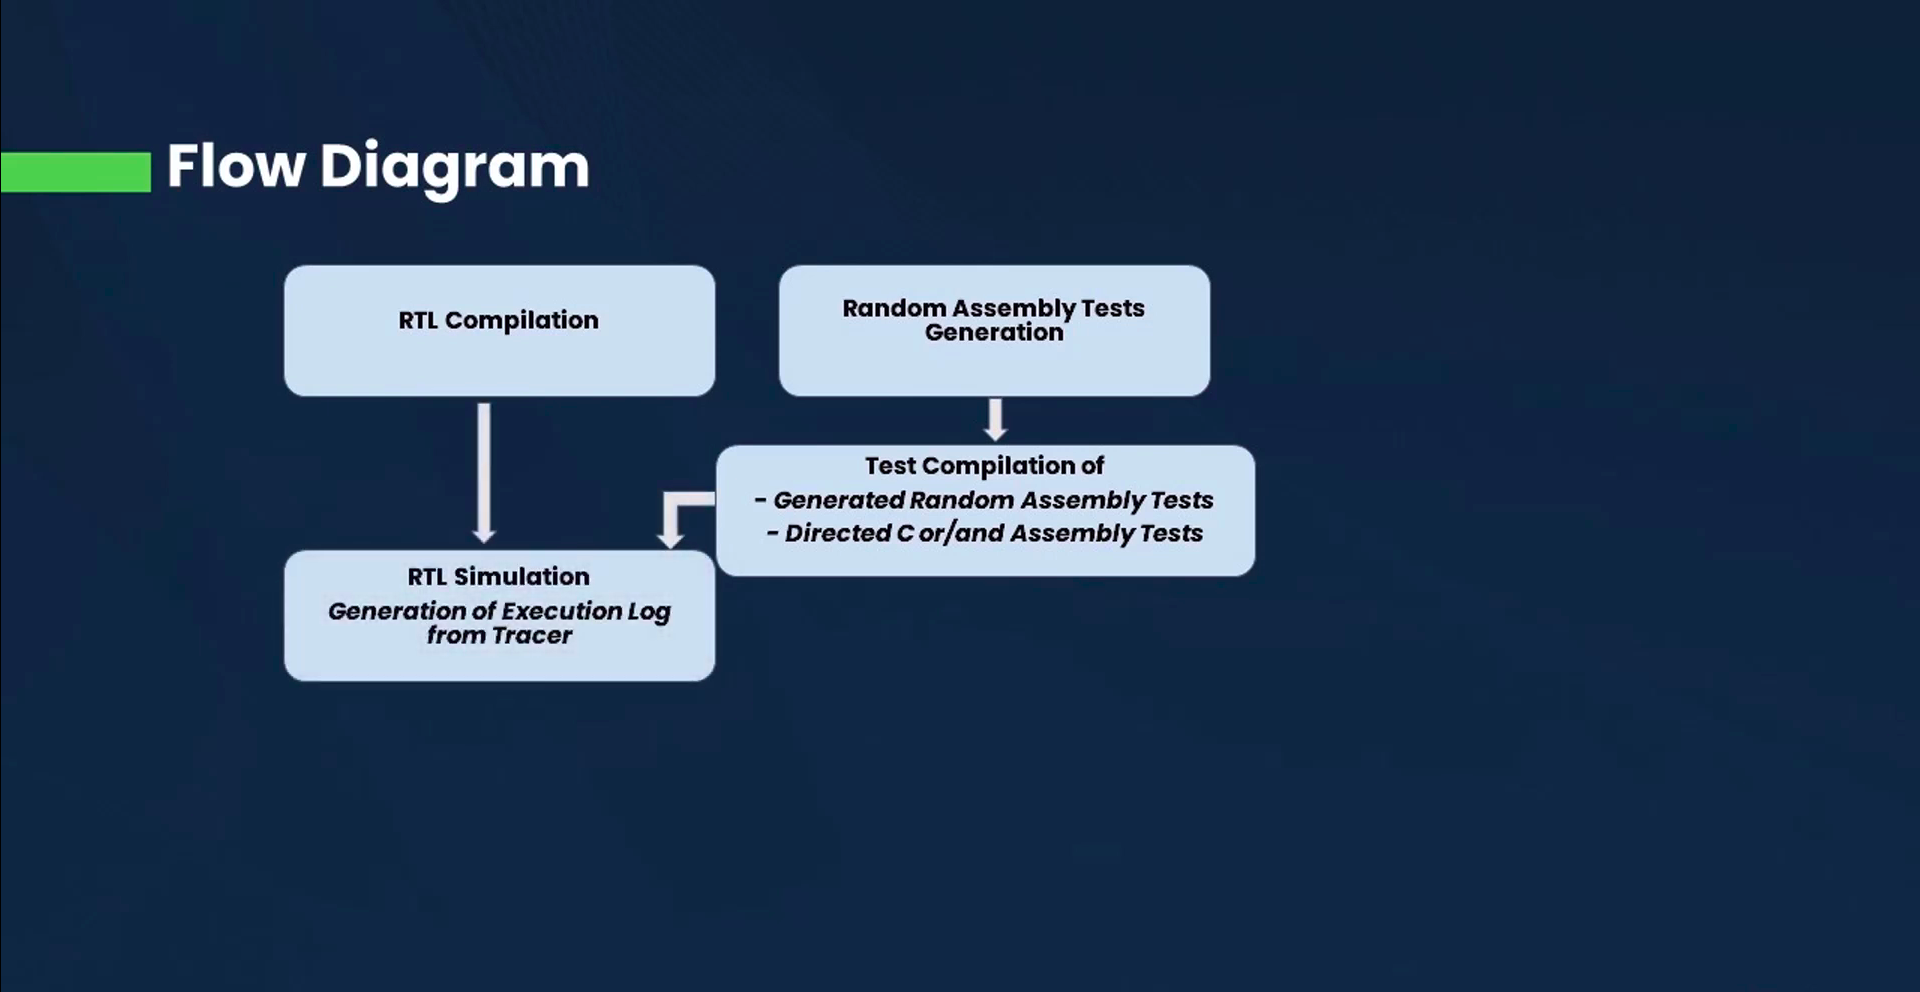 Flow Diagram
RTL Compilation
Random Assembly Tests
Generation
Test Compilation of
- Generated Random Assembly Tests
- Directed C or/and Assembly Tests
RTL Simulation
Generation of Execution Log
from Tracer